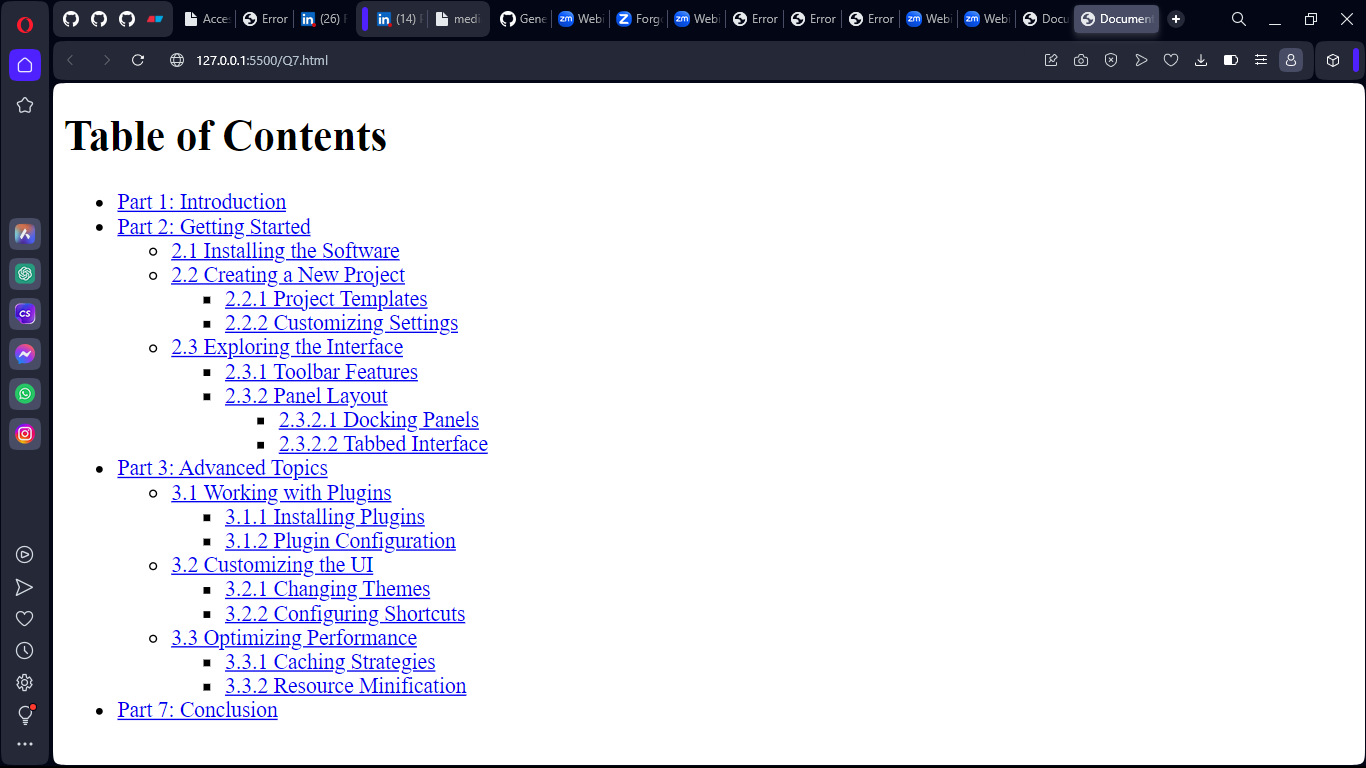 Acces
Error
(26) F
(14) F
medi
Gene
Webi
Forge
Webi
Error
Error
Error
Webi
Webi
Docu
Document
127.0.0.1:5500/Q7.html
Table of Contents
Part 1: Introduction
Part 2: Getting Started
2.1 Installing the Software
2.2 Creating a New Project
2.2.1 Project Templates
2.2.2 Customizing Settings
2.3 Exploring the Interface
2.3.1 Toolbar Features
2.3.2 Panel Layout
2.3.2.1 Docking Panels
2.3.2.2 Tabbed Interface
Part 3: Advanced Topics
3.1 Working with Plugins
3.1.1 Installing Plugins
3.1.2 Plugin Configuration
3.2 Customizing the UI
3.2.1 Changing Themes
3.2.2 Configuring Shortcuts
3.3 Optimizing Performance
3.3.1 Caching Strategies
3.3.2 Resource Minification
Part 7: Conclusion